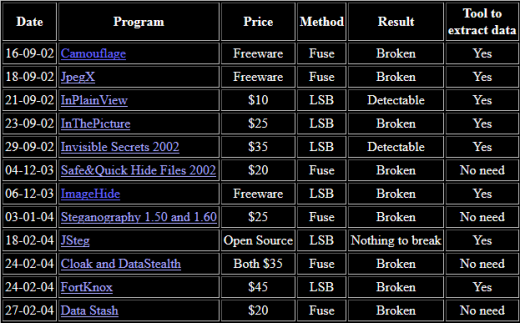 Date Program Price Method Result Tool to extract data
16-09-02 Camouflage Freeware Fuse Broken Yes
18-09-02 JpegX Freeware Fuse Broken Yes
21-09-02 InPlainView $10 LSB Detectable Yes
23-09-02 InThePicture $25 LSB Broken Yes
29-09-02 Invisible Secrets 2002 $35 LSB Detectable Yes
04-12-03 Safe&Quick Hide Files 2002 $20 Fuse Broken No need
06-12-03 ImageHide Freeware LSB Broken Yes
03-01-04 Steganography 1.50 and 1.60 $25 Fuse Broken No need
18-02-04 JSteg Open Source LSB Nothing to break Yes
24-02-04 Cloak and DataStealth Both $35 Fuse Broken No need
24-02-04 FortKnox $45 LSB Broken Yes
27-02-04 Data Stash $20 Fuse Broken No need